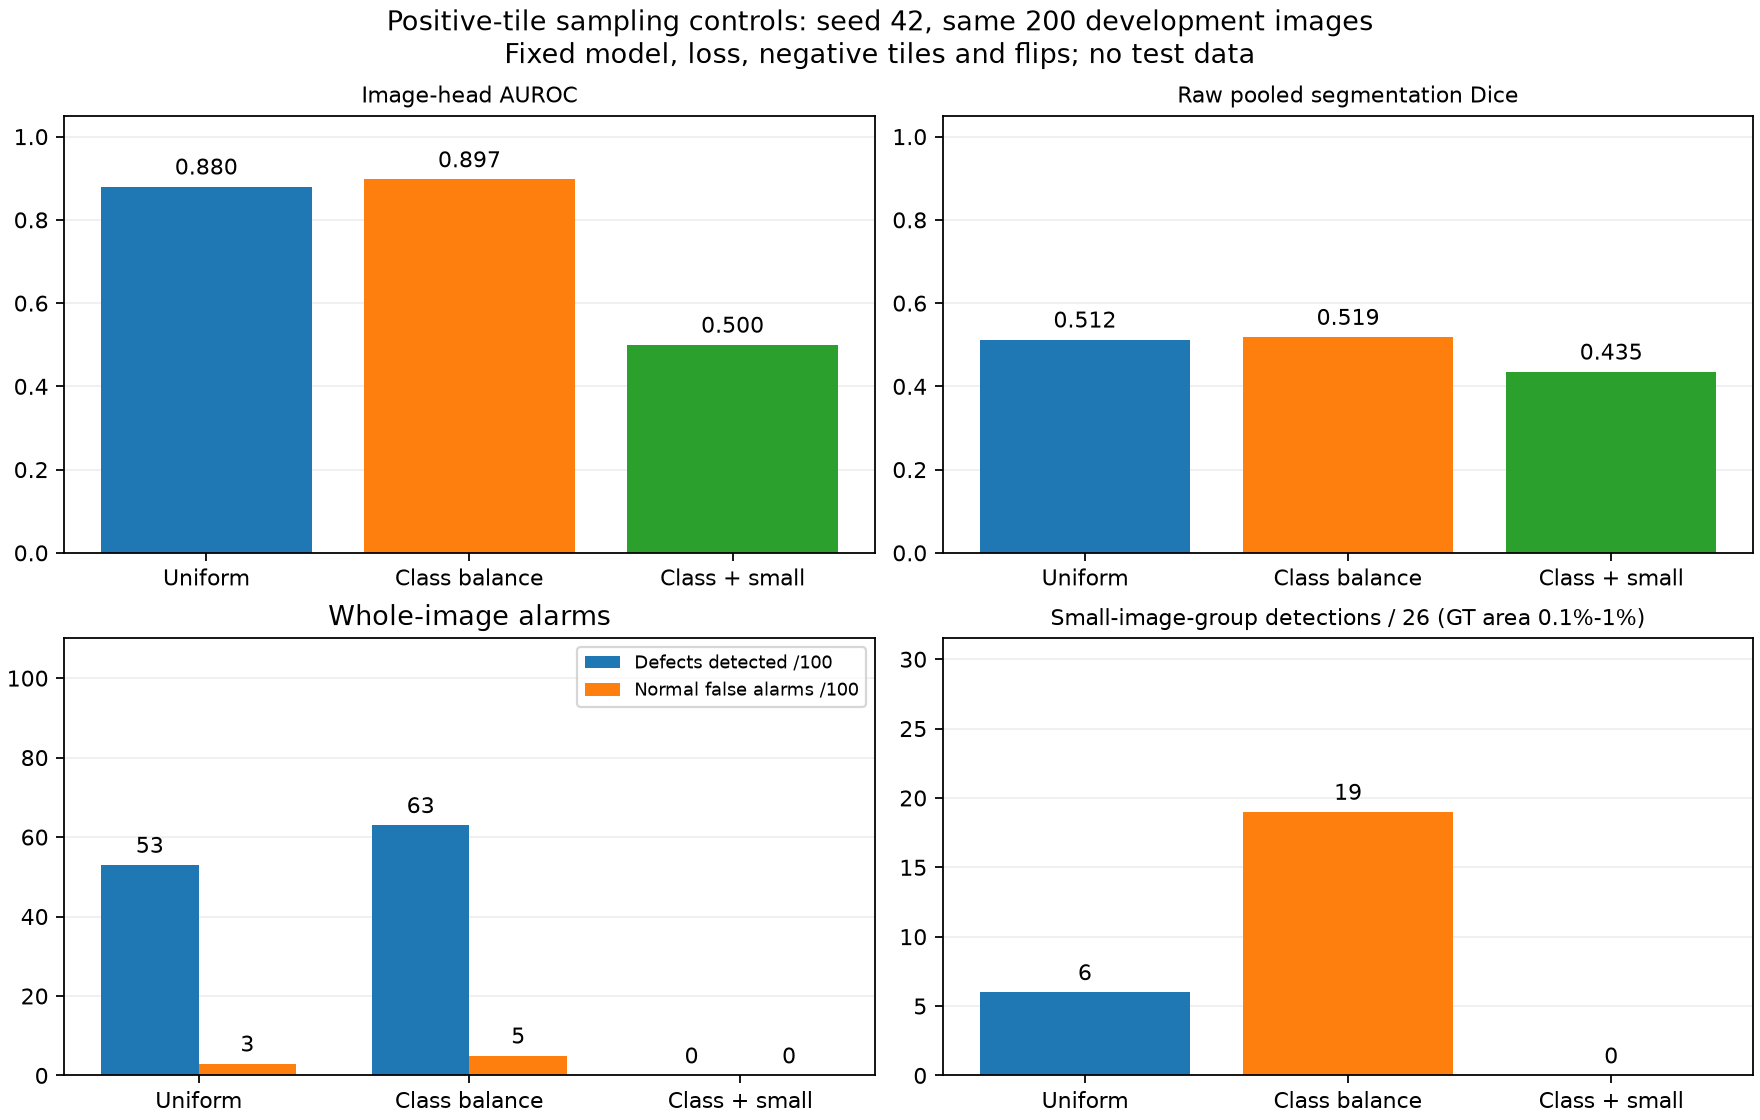 Positive-tile sampling controls: seed 42, same 200 development images
Fixed model, loss, negative tiles and flips; no test data
Image-head AUROC
1.0
0.8
0.6
0.4
0.2
0.0
0.880
0.897
0.500
Uniform
Class balance
Class + small
Raw pooled segmentation Dice
1.0
0.8
0.6
0.4
0.2
0.0
0.512
0.519
0.435
Uniform
Class balance
Class + small
Whole-image alarms
100
80
60
40
20
0
Defects detected /100
Normal false alarms /100
53
3
63
5
0
0
Uniform
Class balance
Class + small
Small-image-group detections / 26 (GT area 0.1%-1%)
30
25
20
15
10
5
0
6
19
0
Uniform
Class balance
Class + small